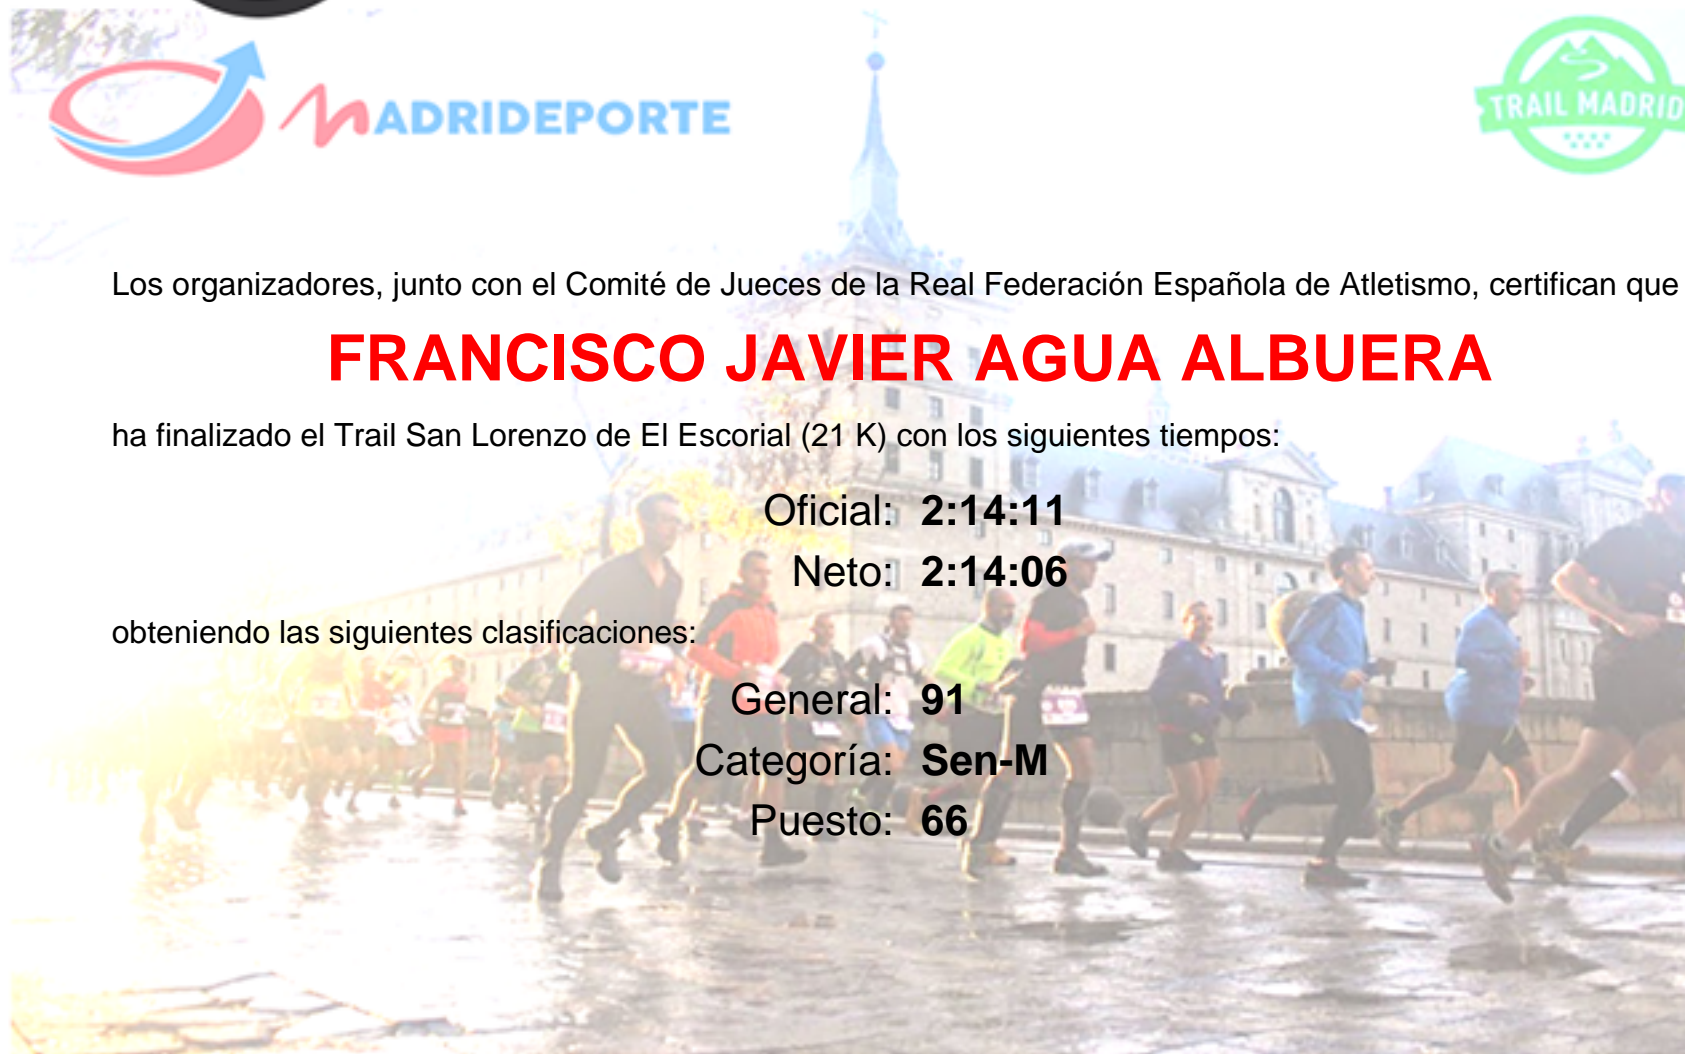 MADRIDEPORTE
TRAIL MADRID
Los organizadores, junto con el Comité de Jueces de la Real Federación Española de Atletismo, certifican que
FRANCISCO JAVIER AGUA ALBUERA
ha finalizado el Trail San Lorenzo de El Escorial (21 K) con los siguientes tiempos:
Oficial: 2:14:11
Neto: 2:14:06
obteniendo las siguientes clasificaciones:
General: 91
Categoría: Sen-M
Puesto: 66